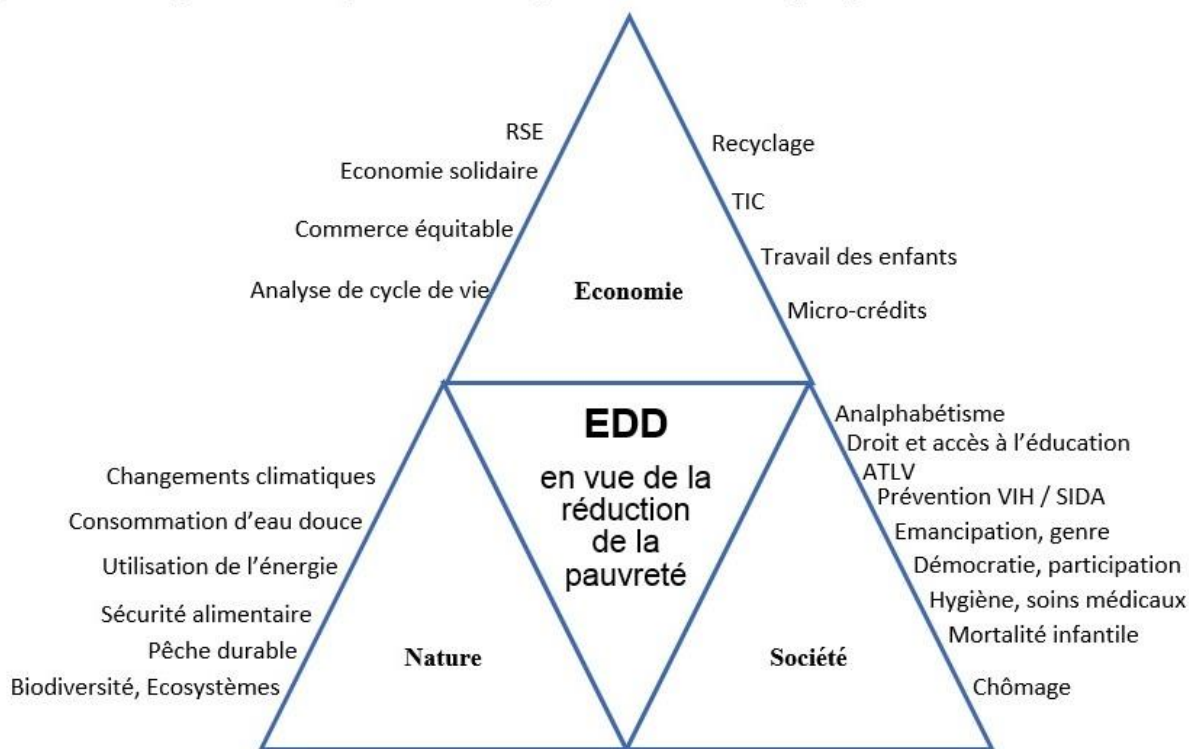 RSE
Economie solidaire
Commerce équitable
Analyse de cycle de vie
Recyclage
TIC
Travail des enfants
Micro-crédits
Economie
EDD
en vue de la
réduction
de la
pauvreté
Changements climatiques
Consommation d’eau douce
Utilisation de l’énergie
Sécurité alimentaire
Pêche durable
Biodiversité, Ecosystèmes
Nature
Société
Analphabétisme
Droit et accès à l’éducation
ATLV
Prévention VIH / SIDA
Emancipation, genre
Démocratie, participation
Hygiène, soins médicaux
Mortalité infantile
Chômage